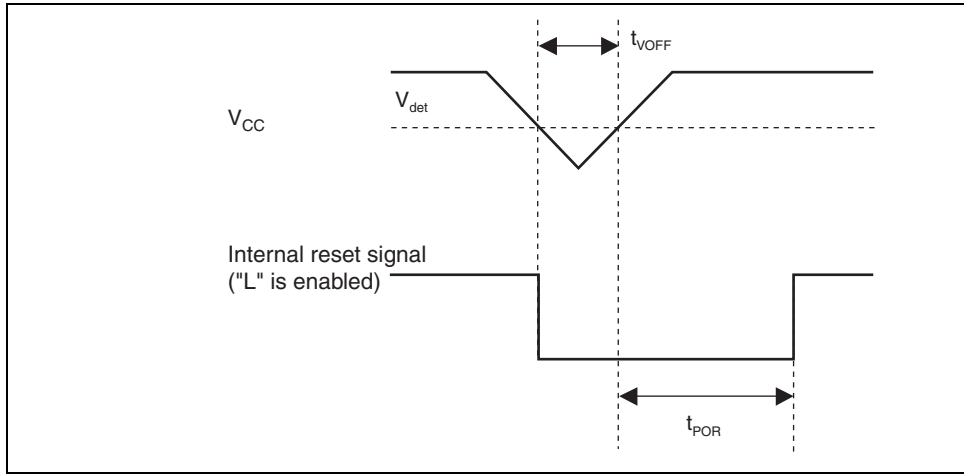 tVOFF
Vdet
VCC
Internal reset signal
("L" is enabled)
tPOR